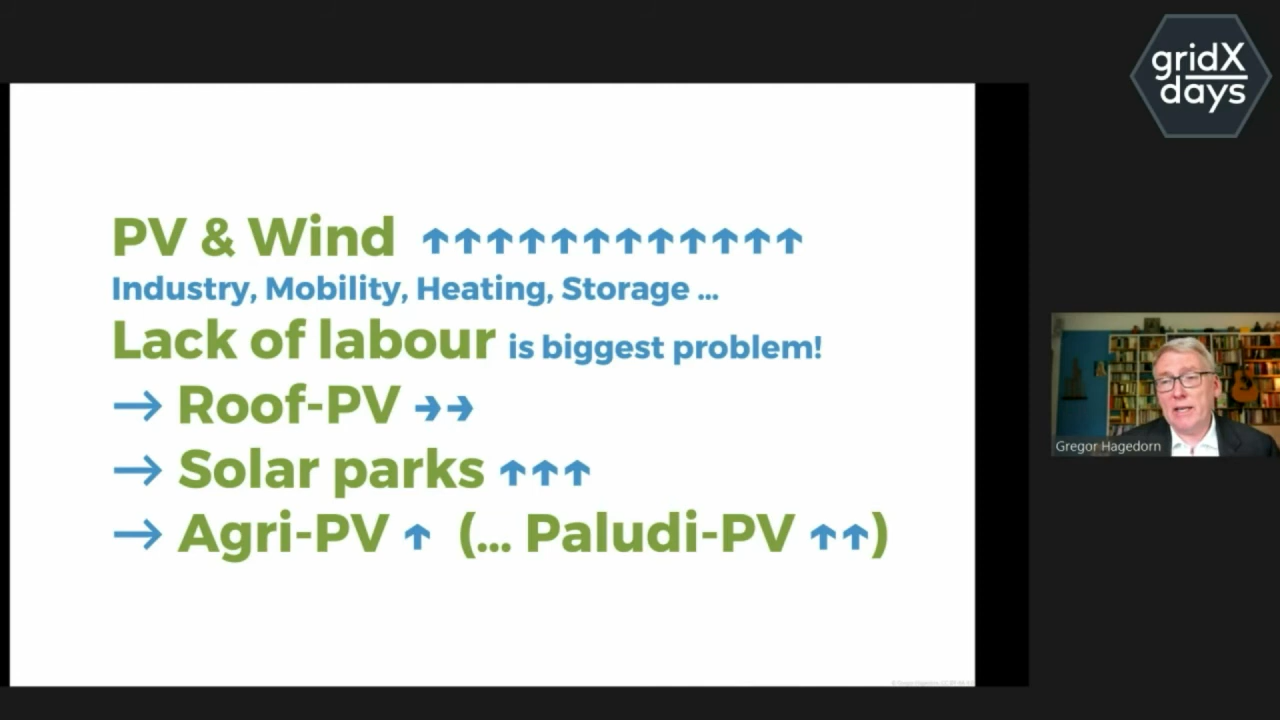 gridX
days
PV & Wind ↑↑↑↑↑↑↑↑↑↑↑↑
Industry, Mobility, Heating, Storage ...
Lack of labour is biggest problem!
→ Roof-PV →→
→ Solar parks ↑↑↑
→ Agri-PV ↑ (... Paludi-PV ↑↑)
Gregor Hagedorn